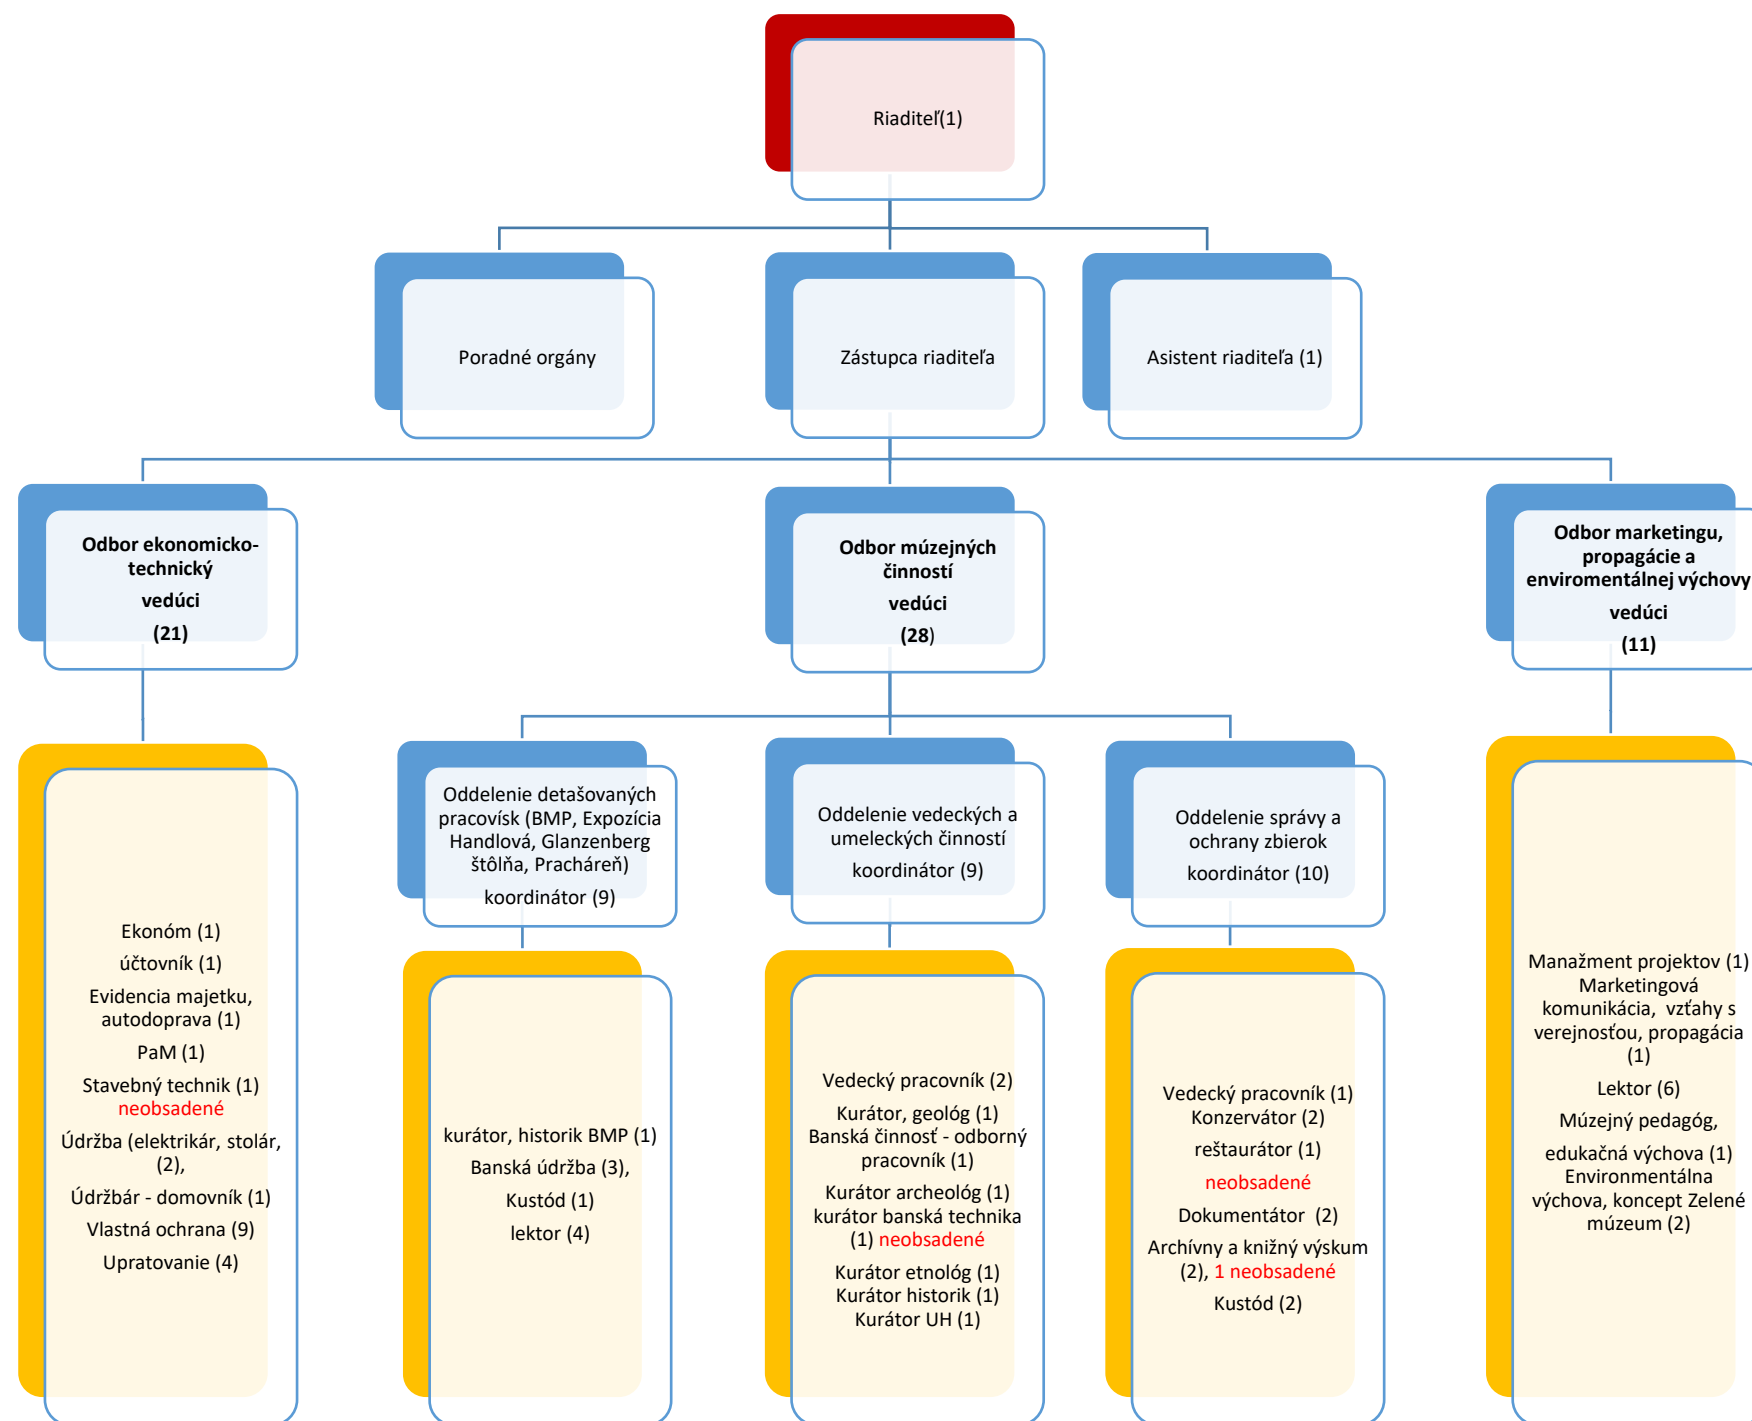 Riaditeľ(1)
Poradné orgány
Zástupca riaditeľa
Asistent riaditeľa (1)
Odbor ekonomicko-
technický
vedúci
(21)
Odbor múzejných
činností
vedúci
(28)
Odbor marketingu,
propagácie a
enviromentálnej výchovy
vedúci
(11)
Oddelenie detašovaných
pracovísk (BMP, Expozícia
Handlová, Glanzenberg
štôlňa, Pracháreň)
koordinátor (9)
Oddelenie vedeckých a
umeleckých činností
koordinátor (9)
Oddelenie správy a
ochrany zbierok
koordinátor (10)
Ekonóm (1)
účtovník (1)
Evidencia majetku,
autodoprava (1)
PaM (1)
Stavebný technik (1)
neobsadené
Údržba (elektrikár, stolár,
(2),
Údržbár - domovník (1)
Vlastná ochrana (9)
Upratovanie (4)
kurátor, historik BMP (1)
Banská údržba (3),
Kustód (1)
lektor (4)
Vedecký pracovník (2)
Kurátor, geológ (1)
Banská činnosť - odborný
pracovník (1)
Kurátor archeológ (1)
kurátor banská technika
(1) neobsadené
Kurátor etnológ (1)
Kurátor historik (1)
Kurátor UH (1)
Vedecký pracovník (1)
Konzervátor (2)
reštaurátor (1)
neobsadené
Dokumentátor  (2)
Archívny a knižný výskum
(2), 1 neobsadené
Kustód (2)
Manažment projektov (1)
Marketingová
komunikácia,  vzťahy s
verejnosťou, propagácia
(1)
Lektor (6)
Múzejný pedagóg,
edukačná výchova (1)
Environmentálna
výchova, koncept Zelené
múzeum (2)